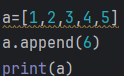 a=[1,2,3,4,5]
a.append(6)
print(a)